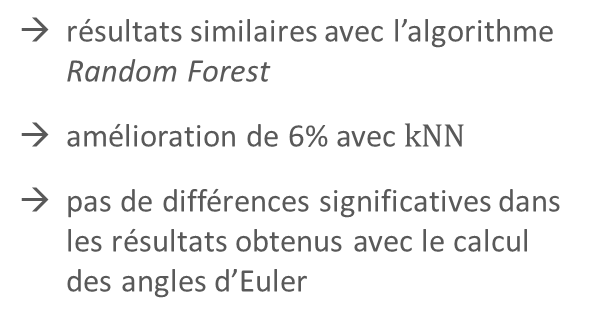 → résultats similaires avec l’algorithme
Random Forest
→ amélioration de 6% avec kNN
→ pas de différences significatives dans
les résultats obtenus avec le calcul
des angles d’Euler